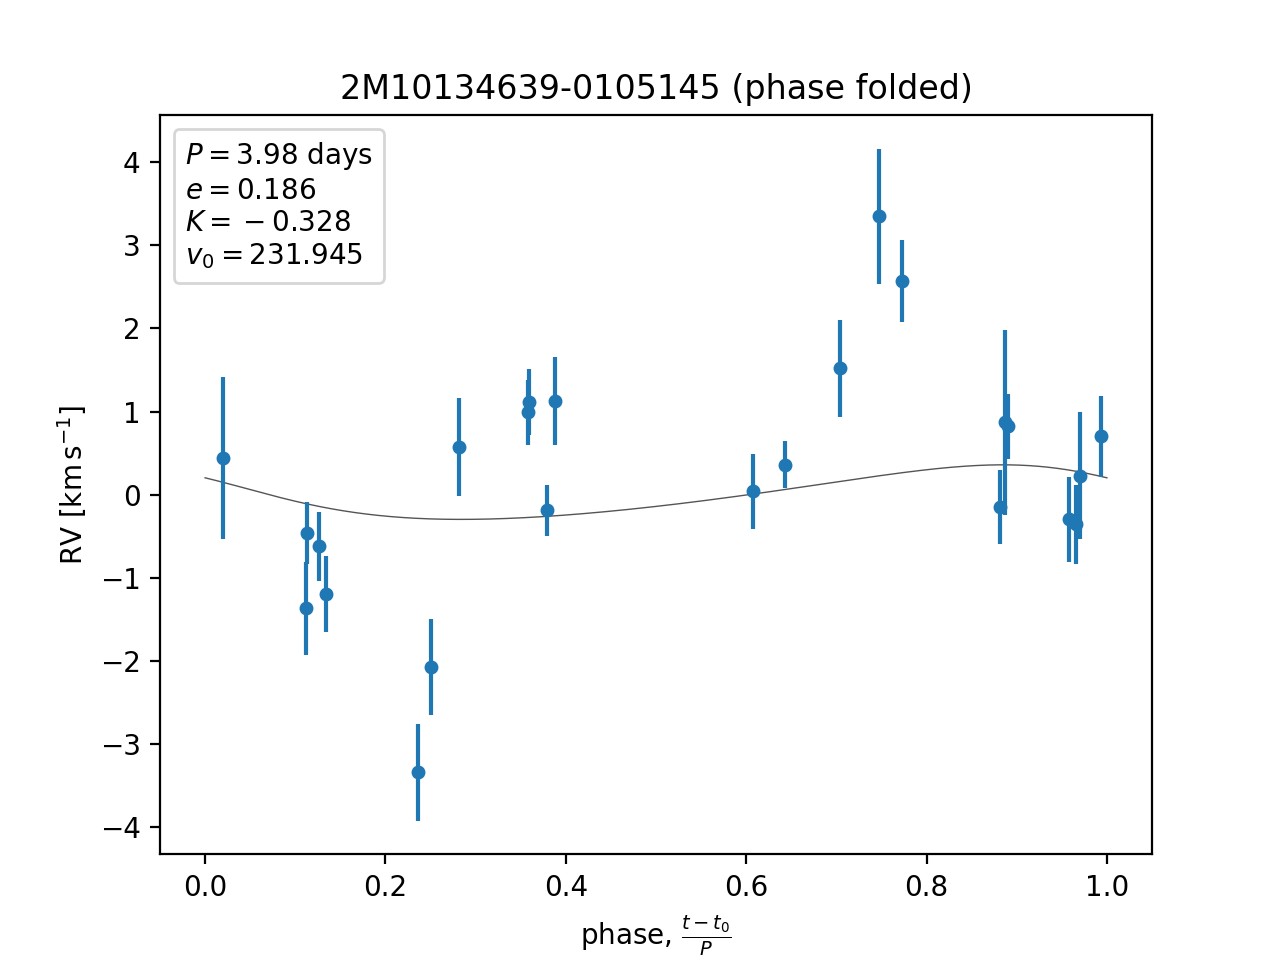 2M10134639-0105145 (phase folded)
P = 3.98 days
e = 0.186
K = −0.328
v₀ = 231.945
4
3
2
1
0
−1
−2
−3
−4
RV [km s⁻¹]
0.0 0.2 0.4 0.6 0.8 1.0
phase, (t − t₀)/P